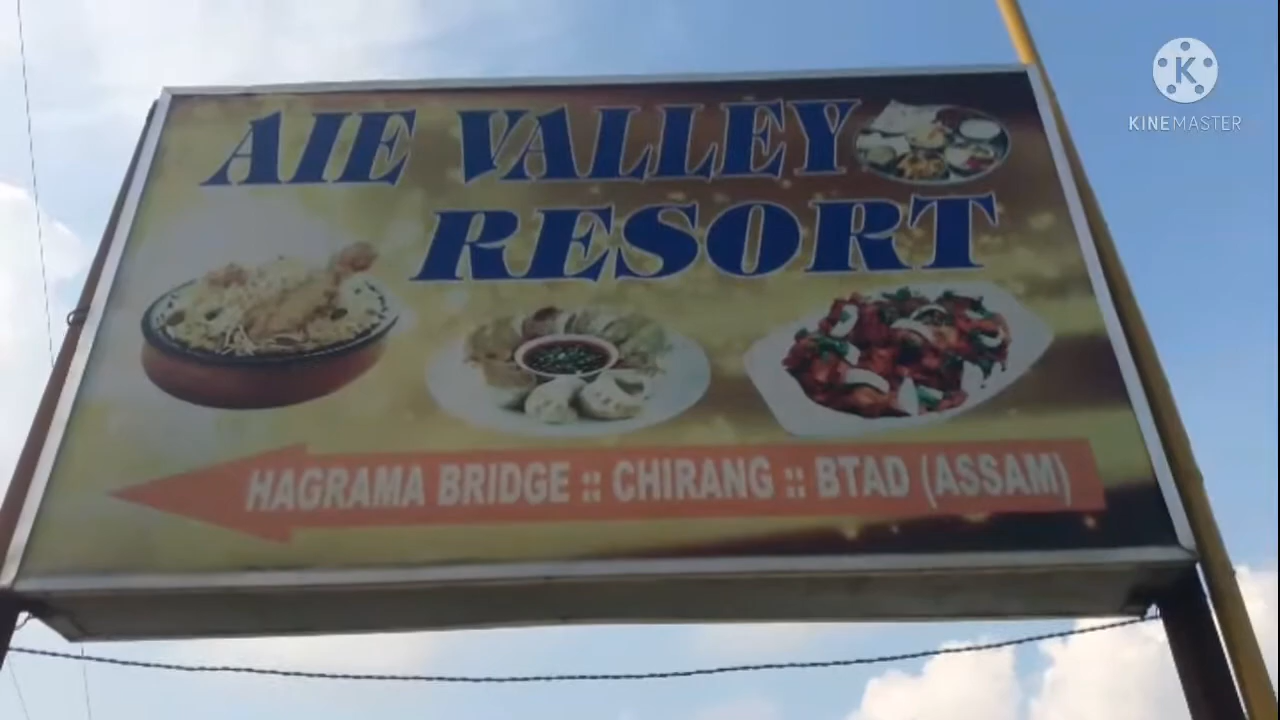 AIE VALLEY
RESORT
HAGRAMA BRIDGE :: CHIRANG :: BTAD (ASSAM)
K
KINEMASTER